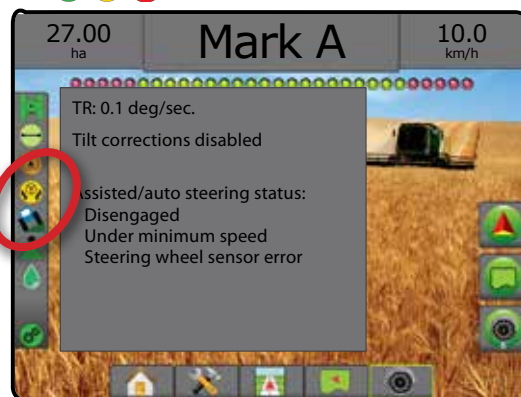 27.00
ha
Mark A
10.0
km/h
TR: 0.1 deg/sec.
Tilt corrections disabled
Assisted/auto steering status:
Disengaged
Under minimum speed
Steering wheel sensor error